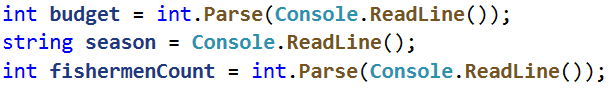 int budget = int.Parse(Console.ReadLine());
string season = Console.ReadLine();
int fishermenCount = int.Parse(Console.ReadLine());